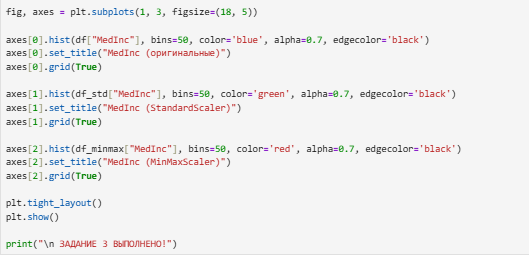 fig, axes = plt.subplots(1, 3, figsize=(18, 5))
axes[0].hist(df["MedInc"], bins=50, color='blue', alpha=0.7, edgecolor='black')
axes[0].set_title("MedInc (оригинальные)")
axes[0].grid(True)
axes[1].hist(df_std["MedInc"], bins=50, color='green', alpha=0.7, edgecolor='black')
axes[1].set_title("MedInc (StandardScaler)")
axes[1].grid(True)
axes[2].hist(df_minmax["MedInc"], bins=50, color='red', alpha=0.7, edgecolor='black')
axes[2].set_title("MedInc (MinMaxScaler)")
axes[2].grid(True)
plt.tight_layout()
plt.show()
print("\n ЗАДАНИЕ 3 ВЫПОЛНЕНО!")